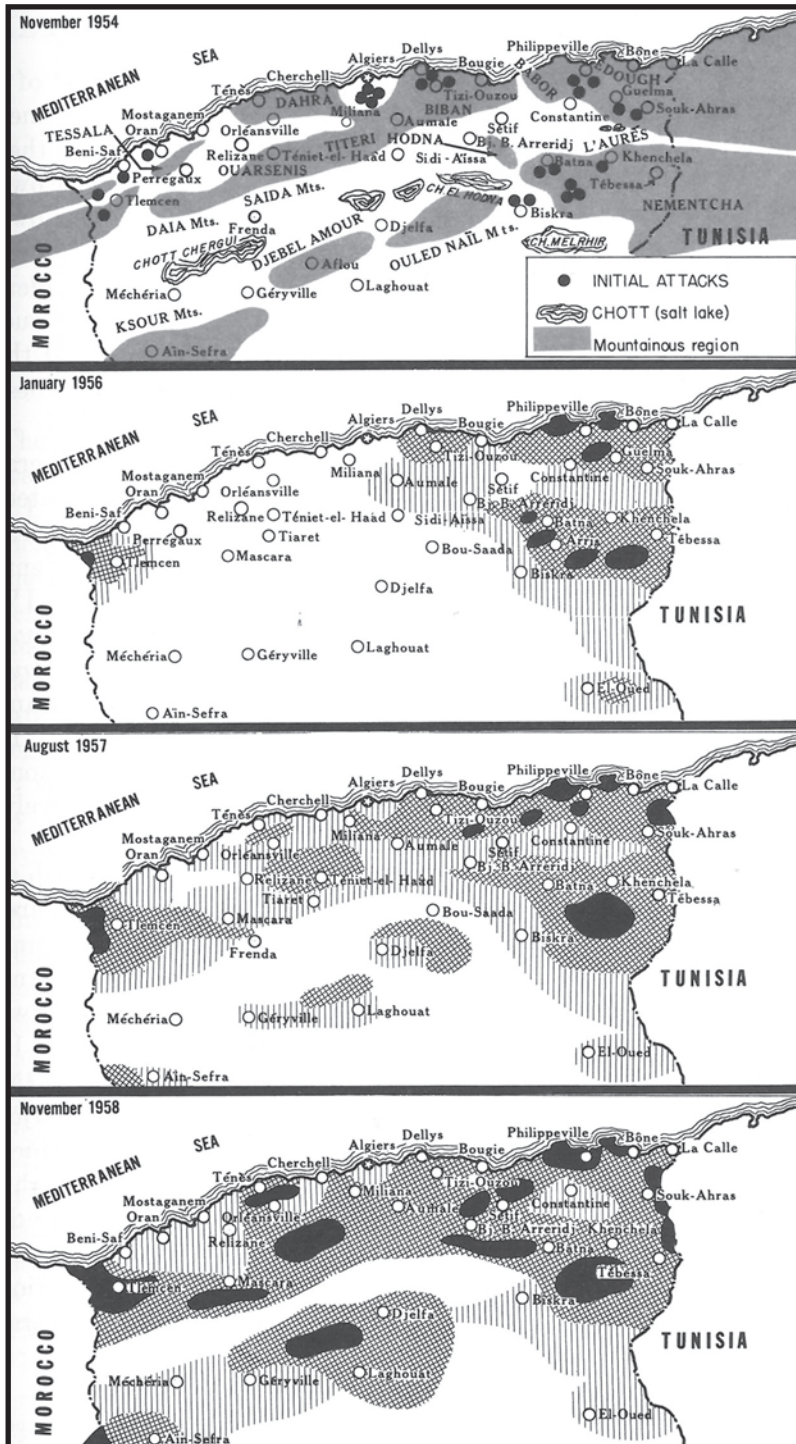 November 1954
MEDITERRANEAN SEA
Algiers
Dellys
Bougie
Philippeville
Bône
La Calle
Cherchell
Ténès
Mostaganem
Oran
TESSALA
Beni-Saf
DAHRA
Miliana
Tizi-Ouzou
BIBAN
BABOR
EDOUGH
Guelma
Souk-Ahras
Constantine
Orléansville
Aumale
Sétif
Perrégaux
Relizane
TITERI
HODNA
Bj. B. Arreridj
L'AURÈS
Téniet-el-Haad
OUARSENIS
Sidi-Aïssa
Batna
Khenchela
Tlemcen
SAIDA Mts.
CH EL HODNA
Tébessa
DAIA Mts.
Frenda
Djelfa
Biskra
NEMENTCHA
CHOTT CHERGUI
DJEBEL AMOUR
OULED NAÏL Mts.
CH. MELRHIR
TUNISIA
MOROCCO
Aflou
Méchéria
Géryville
Laghouat
KSOUR Mts.
Aïn-Sefra
INITIAL ATTACKS
CHOTT (salt lake)
Mountainous region
January 1956
MEDITERRANEAN SEA
Algiers
Dellys
Bougie
Philippeville
Bône
La Calle
Cherchell
Ténès
Mostaganem
Oran
Beni-Saf
Miliana
Tizi-Ouzou
Constantine
Guelma
Souk-Ahras
Orléansville
Aumale
Sétif
Bj. B. Arreridj
Relizane
Téniet-el-Haad
Sidi-Aïssa
Batna
Khenchela
Perrégaux
Tiaret
Arris
Tébessa
Tlemcen
Mascara
Bou-Saada
Biskra
Djelfa
TUNISIA
MOROCCO
Méchéria
Géryville
Laghouat
El-Oued
Aïn-Sefra
August 1957
MEDITERRANEAN SEA
Algiers
Dellys
Bougie
Philippeville
Bône
La Calle
Cherchell
Ténès
Mostaganem
Oran
Miliana
Tizi-Ouzou
Constantine
Souk-Ahras
Orléansville
Aumale
Sétif
Bj. B. Arreridj
Relizane
Téniet-el-Haad
Batna
Khenchela
Tiaret
Tébessa
Tlemcen
Mascara
Bou-Saada
Biskra
Frenda
Djelfa
TUNISIA
MOROCCO
Méchéria
Géryville
Laghouat
El-Oued
Aïn-Sefra
November 1958
MEDITERRANEAN SEA
Algiers
Dellys
Bougie
Philippeville
Bône
La Calle
Cherchell
Ténès
Mostaganem
Oran
Beni-Saf
Miliana
Tizi-Ouzou
Constantine
Souk-Ahras
Orléansville
Aumale
Sétif
Relizane
Bj. B. Arreridj
Khenchela
Batna
Tlemcen
Mascara
Tébessa
Biskra
Djelfa
TUNISIA
MOROCCO
Méchéria
Géryville
Laghouat
El-Oued
Aïn-Sefra